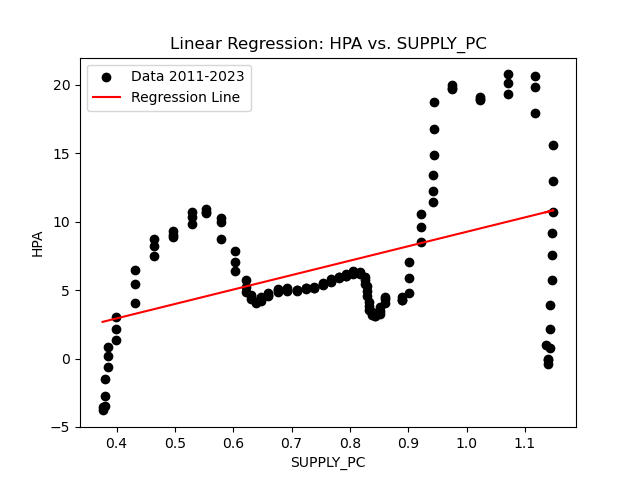 Linear Regression: HPA vs. SUPPLY_PC
Data 2011-2023
Regression Line
HPA
20
15
10
5
0
−5
0.4 0.5 0.6 0.7 0.8 0.9 1.0 1.1
SUPPLY_PC